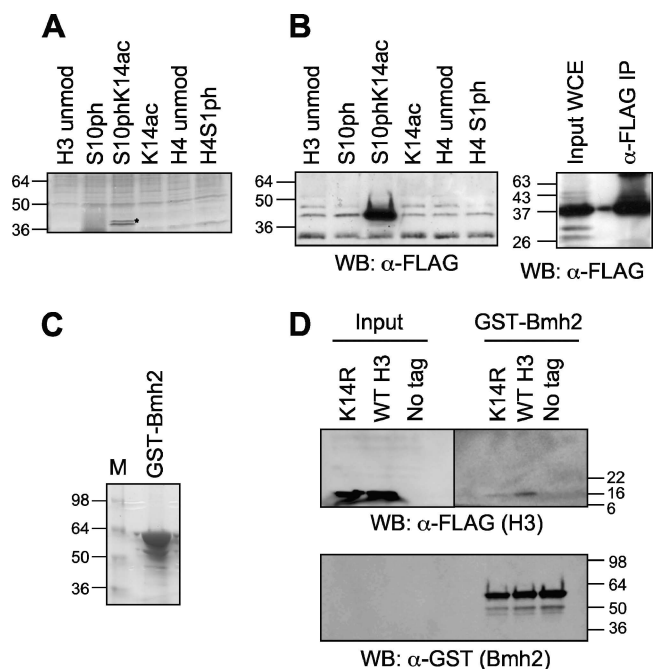 A
H3 unmod
S10ph
S10phK14ac
K14ac
H4 unmod
H4S1ph
64
50
36
*
B
H3 unmod
S10ph
S10phK14ac
K14ac
H4 unmod
H4 S1ph
64
50
36
WB: α-FLAG
Input WCE
α-FLAG IP
63
43
37
26
WB: α-FLAG
C
M
GST-Bmh2
98
64
50
36
D
Input
GST-Bmh2
K14R
WT H3
No tag
K14R
WT H3
No tag
22
16
6
WB: α-FLAG (H3)
98
64
50
36
WB: α-GST (Bmh2)